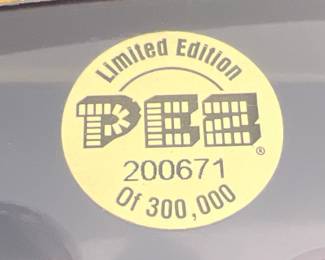 Limited Edition
PEZ
®
200671
Of 300,000